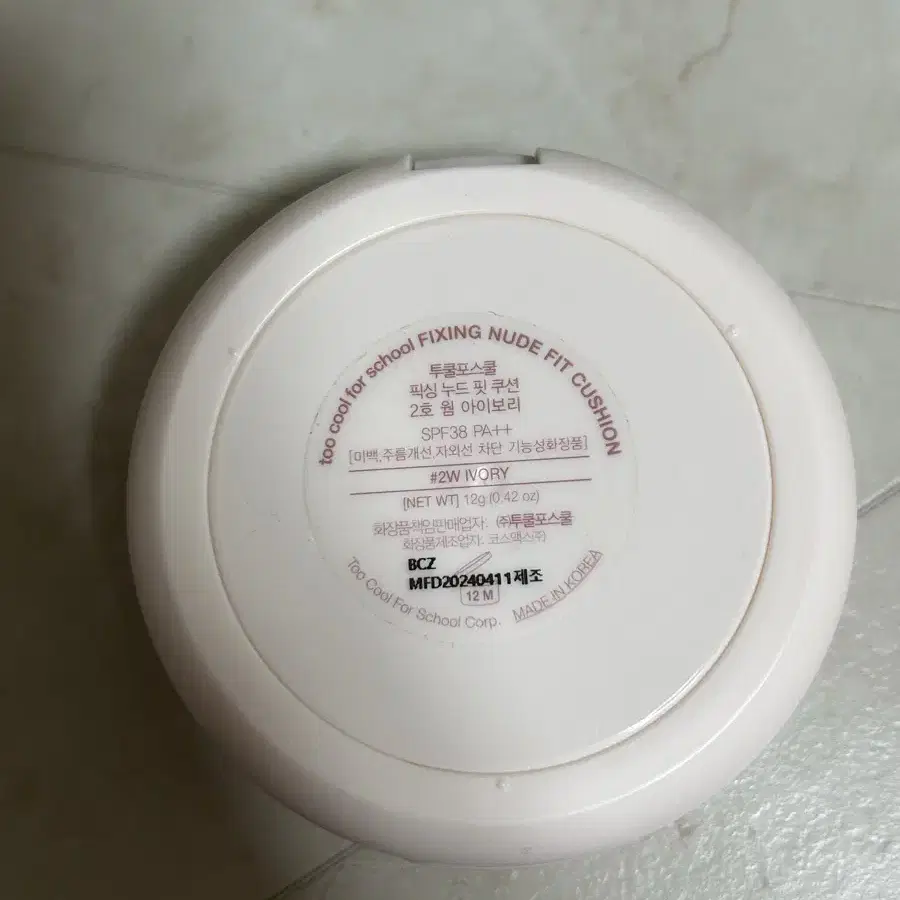 too cool for school FIXING NUDE FIT CUSHION
투쿨포스쿨
픽싱 누드 핏 쿠션
2호 웜 아이보리
SPF38 PA++
[미백,주름개선,자외선 차단 기능성화장품]
#2W IVORY
[NET WT] 12g (0.42 oz)
화장품책임판매업자: ㈜투쿨포스쿨
화장품제조업자: 코스맥스㈜
BCZ
MFD20240411제조
12 M
Too Cool For School Corp. MADE IN KOREA